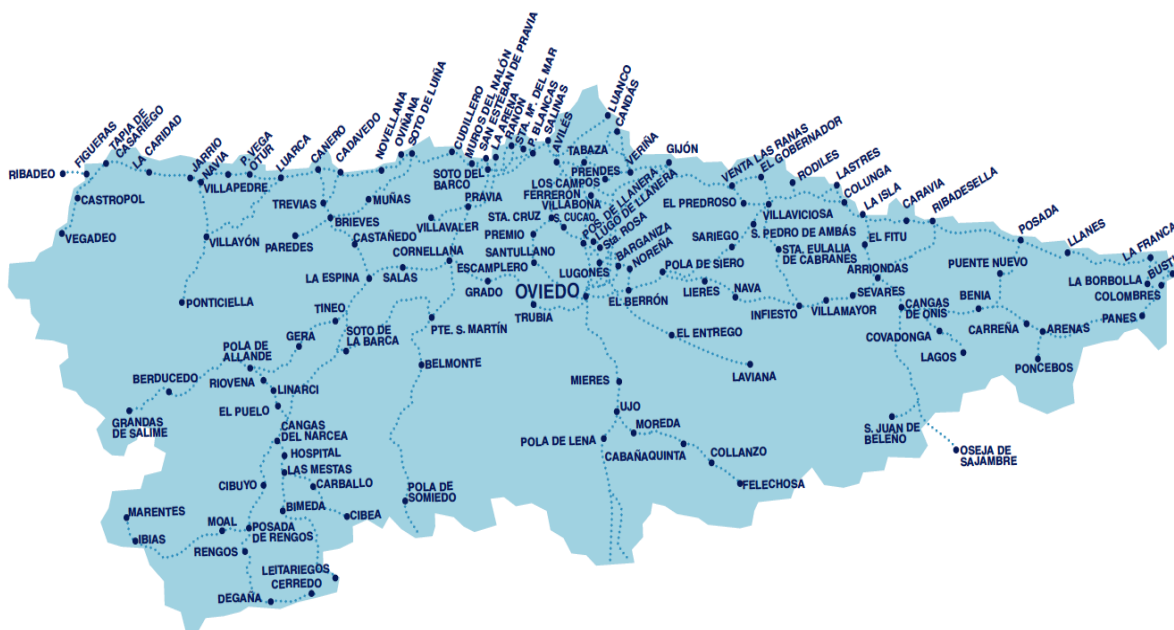 RIBADEO
FIGUERAS
TAPIA DE
CASARIEGO
LA CARIDAD
JARRIO
NAVIA
P. VEGA
OTUR
LUARCA
CANERO
CADAVEDO
NOVELLANA
OVIÑANA
SOTO DE LUIÑA
CUDILLERO
MUROS DEL NALÓN
SAN ESTEBAN DE PRAVIA
LA ARENA
RANÓN
STA. Mª. DEL MAR
P. BLANCAS
SALINAS
AVILÉS
LUANCO
CANDAS
TABAZA
PRENDES
VERIÑA
GIJÓN
VENTA LAS RANAS
EL GOBERNADOR
RODILES
LASTRES
COLUNGA
LA ISLA
CARAVIA
RIBADESELLA
POSADA
LLANES
LA FRANCA
BUSTI
CASTROPOL
VEGADEO
VILLAPEDRE
VILLAYÓN
PONTICIELLA
TREVIAS
MUÑAS
BRIEVES
PAREDES
CASTAÑEDO
SOTO DEL
BARCO
PRAVIA
VILLAVALER
CORNELLANA
LA ESPINA
SALAS
LOS CAMPOS
FERRERÓN
VILLABONA
STA. CRUZ
S. CUCAO
POS. DE LLANERA
LUGO DE LLANERA
Sta. ROSA
PREMIO
SANTULLANO
ESCAMPLERO
GRADO
LUGONES
BARGANIZA
NOREÑA
OVIEDO
TRUBIA
EL BERRÓN
EL PEDROSO
VILLAVICIOSA
S. PEDRO DE AMBÁS
SARIEGO
STA. EULALIA
DE CABRANES
POLA DE SIERO
LIERES
NAVA
INFIESTO
VILLAMAYOR
SEVARES
EL FITU
ARRIONDAS
CANGAS
DE ONÍS
COVADONGA
LAGOS
PUENTE NUEVO
BENIA
CARREÑA
ARENAS
PONCEBOS
PANES
LA BORBOLLA
COLOMBRES
TINEO
GERA
SOTO DE
LA BARCA
PTE. S. MARTÍN
BELMONTE
POLA DE
ALLANDE
BERDUCEDO
RIOVENA
LINARCI
GRANDAS
DE SALIME
EL PUELO
CANGAS
DEL NARCEA
HOSPITAL
LAS MESTAS
CARBALLO
CIBUYO
BIMEDA
CIBEA
MARENTES
IBIAS
MOAL
POSADA
DE RENGOS
RENGOS
LEITARIEGOS
CERREDO
DEGAÑA
POLA DE
SOMIEDO
EL ENTREGO
LAVIANA
MIERES
UJO
POLA DE LENA
MOREDA
CABAÑAQUINTA
COLLANZO
FELECHOSA
S. JUAN DE
BELEÑO
OSEJA DE
SAJAMBRE